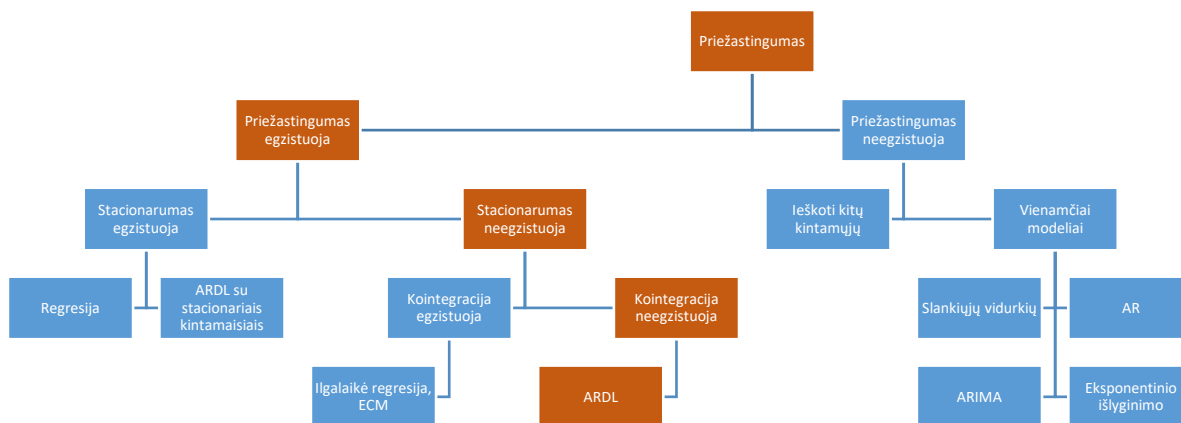 Priežastingumas
Priežastingumas
egzistuoja
Priežastingumas
neegzistuoja
Stacionarumas
egzistuoja
Stacionarumas
neegzistuoja
Ieškoti kitų
kintamųjų
Vienamčiai
modeliai
Regresija
ARDL su
stacionariais
kintamaisiais
Kointegracija
egzistuoja
Kointegracija
neegzistuoja
Slankiųjų vidurkių
AR
Ilgalaikė regresija,
ECM
ARDL
ARIMA
Eksponentinio
išlyginimo